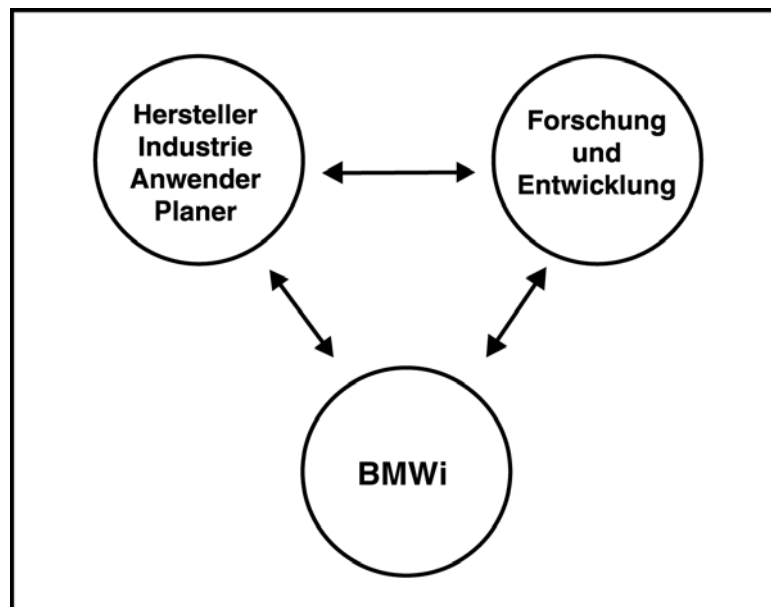 Hersteller
Industrie
Anwender
Planer
Forschung
und
Entwicklung
BMWi